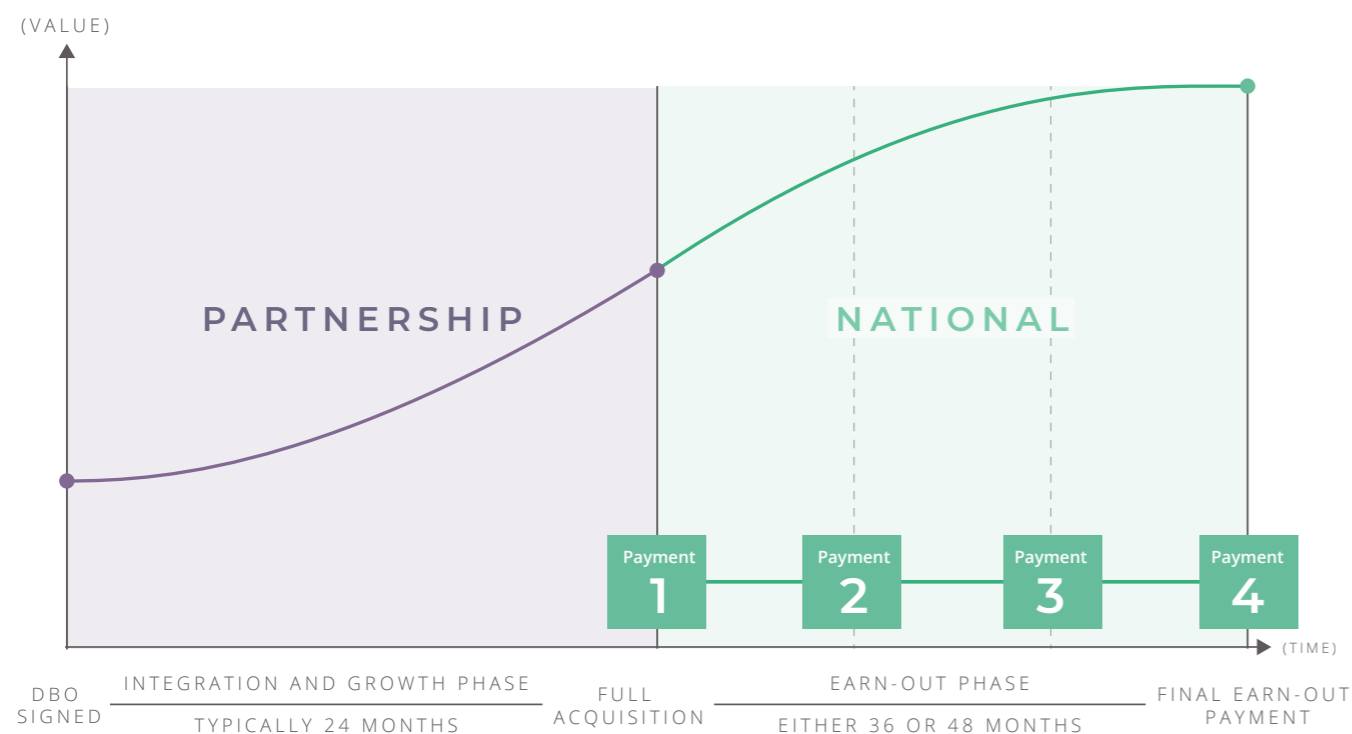 (VALUE)
PARTNERSHIP
NATIONAL
Payment
1
Payment
2
Payment
3
Payment
4
(TIME)
DBO
SIGNED
INTEGRATION AND GROWTH PHASE
TYPICALLY 24 MONTHS
FULL
ACQUISITION
EARN-OUT PHASE
EITHER 36 OR 48 MONTHS
FINAL EARN-OUT
PAYMENT